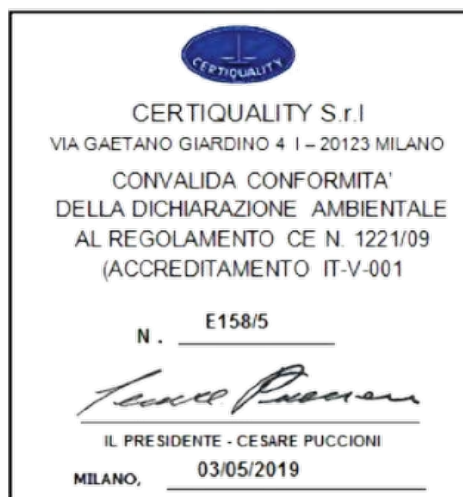 CERTIQUALITY
CERTIQUALITY S.r.l
VIA GAETANO GIARDINO 4 I – 20123 MILANO
CONVALIDA CONFORMITA'
DELLA DICHIARAZIONE AMBIENTALE
AL REGOLAMENTO CE N. 1221/09
(ACCREDITAMENTO IT-V-001
N. E158/5
IL PRESIDENTE - CESARE PUCCIONI
MILANO, 03/05/2019